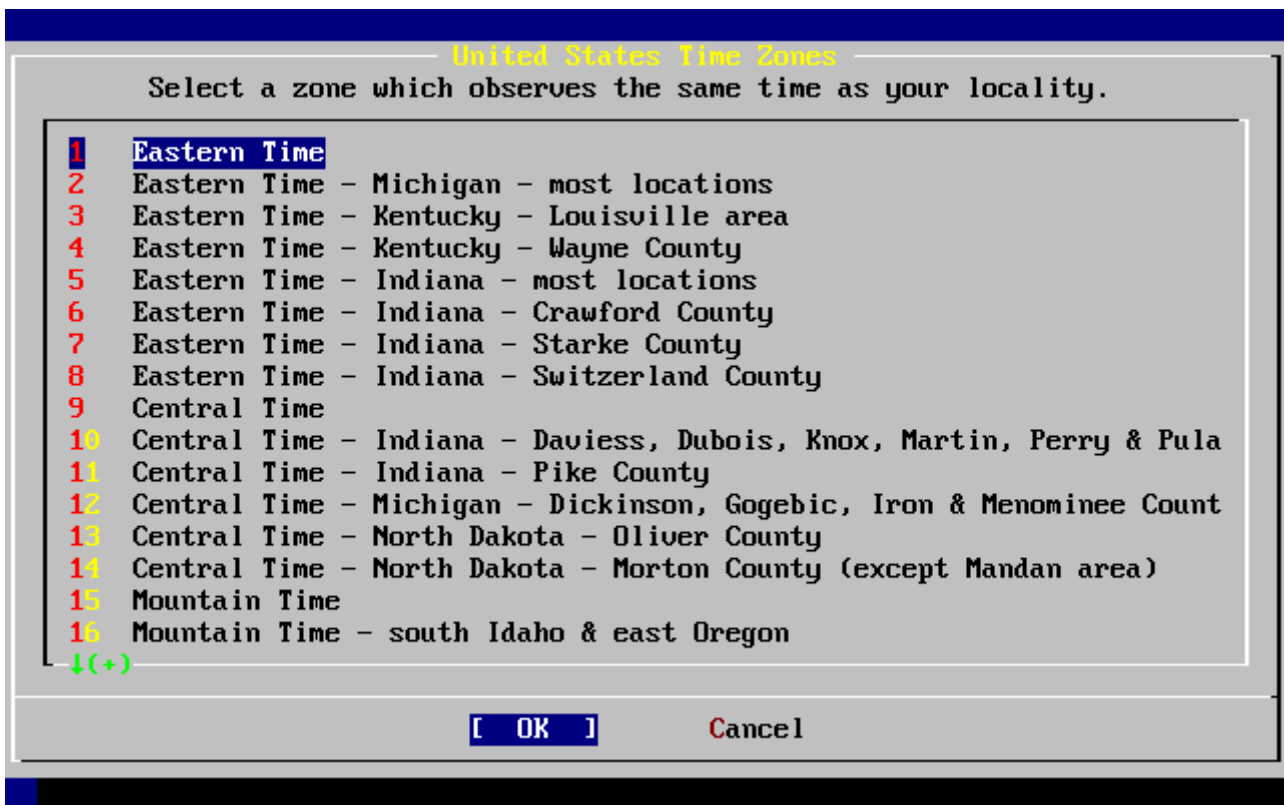 United States Time Zones
Select a zone which observes the same time as your locality.
1 Eastern Time
2 Eastern Time - Michigan - most locations
3 Eastern Time - Kentucky - Louisville area
4 Eastern Time - Kentucky - Wayne County
5 Eastern Time - Indiana - most locations
6 Eastern Time - Indiana - Crawford County
7 Eastern Time - Indiana - Starke County
8 Eastern Time - Indiana - Switzerland County
9 Central Time
10 Central Time - Indiana - Daviess, Dubois, Knox, Martin, Perry & Pula
11 Central Time - Indiana - Pike County
12 Central Time - Michigan - Dickinson, Gogebic, Iron & Menominee Count
13 Central Time - North Dakota - Oliver County
14 Central Time - North Dakota - Morton County (except Mandan area)
15 Mountain Time
16 Mountain Time - south Idaho & east Oregon
↓(+)
[ OK ] Cancel